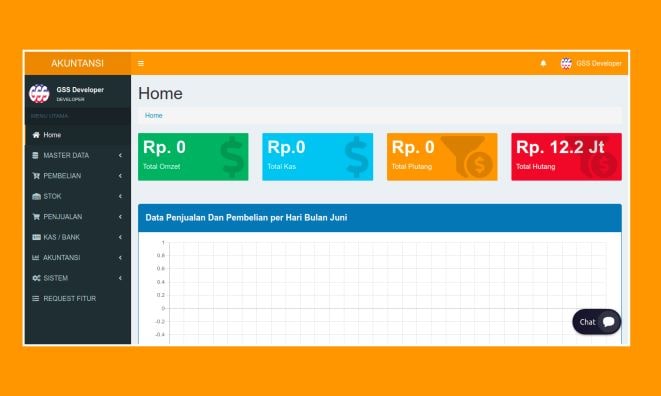 AKUNTANSI
GSS Developer
GSS Developer
DEVELOPER
MENU UTAMA
Home
MASTER DATA
PEMBELIAN
STOK
PENJUALAN
KAS / BANK
AKUNTANSI
SISTEM
REQUEST FITUR
Home
Home
Rp. 0
Total Omzet
Rp.0
Total Kas
Rp. 0
Total Piutang
Rp. 12.2 Jt
Total Hutang
Data Penjualan Dan Pembelian per Hari Bulan Juni
1
0.8
0.6
0.4
0.2
0
-0.2
-0.4
Chat